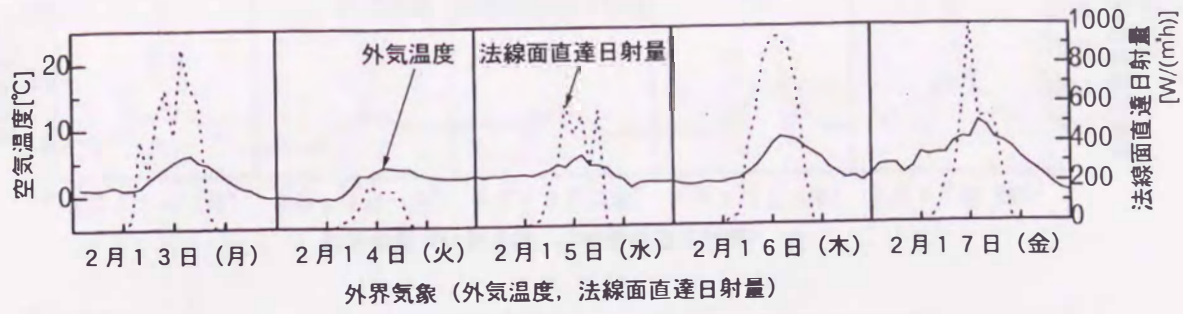 空気温度[℃]
20
10
0
外気温度
法線面直達日射量
1000
800
600
400
200
0
法線面直達日射量
[W/(m²h)]
2月13日(月)
2月14日(火)
2月15日(水)
2月16日(木)
2月17日(金)
外界気象(外気温度,法線面直達日射量)